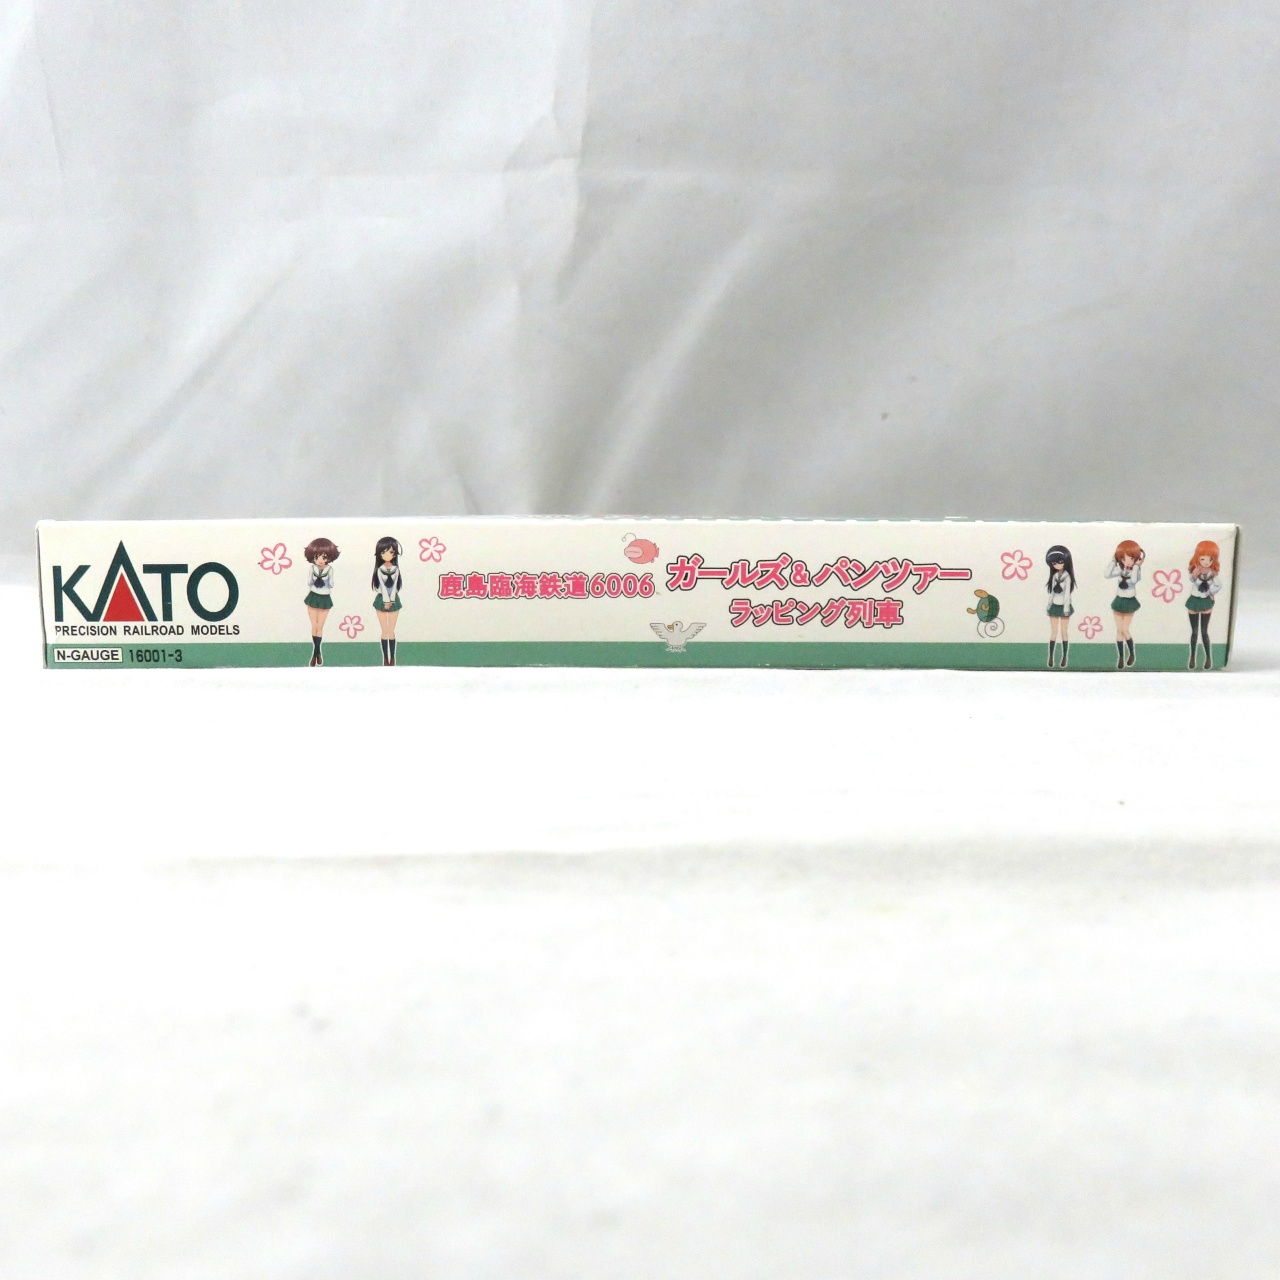 KATO
PRECISION RAILROAD MODELS
N-GAUGE 16001-3
鹿島臨海鉄道6006
ガールズ&パンツァー
ラッピング列車